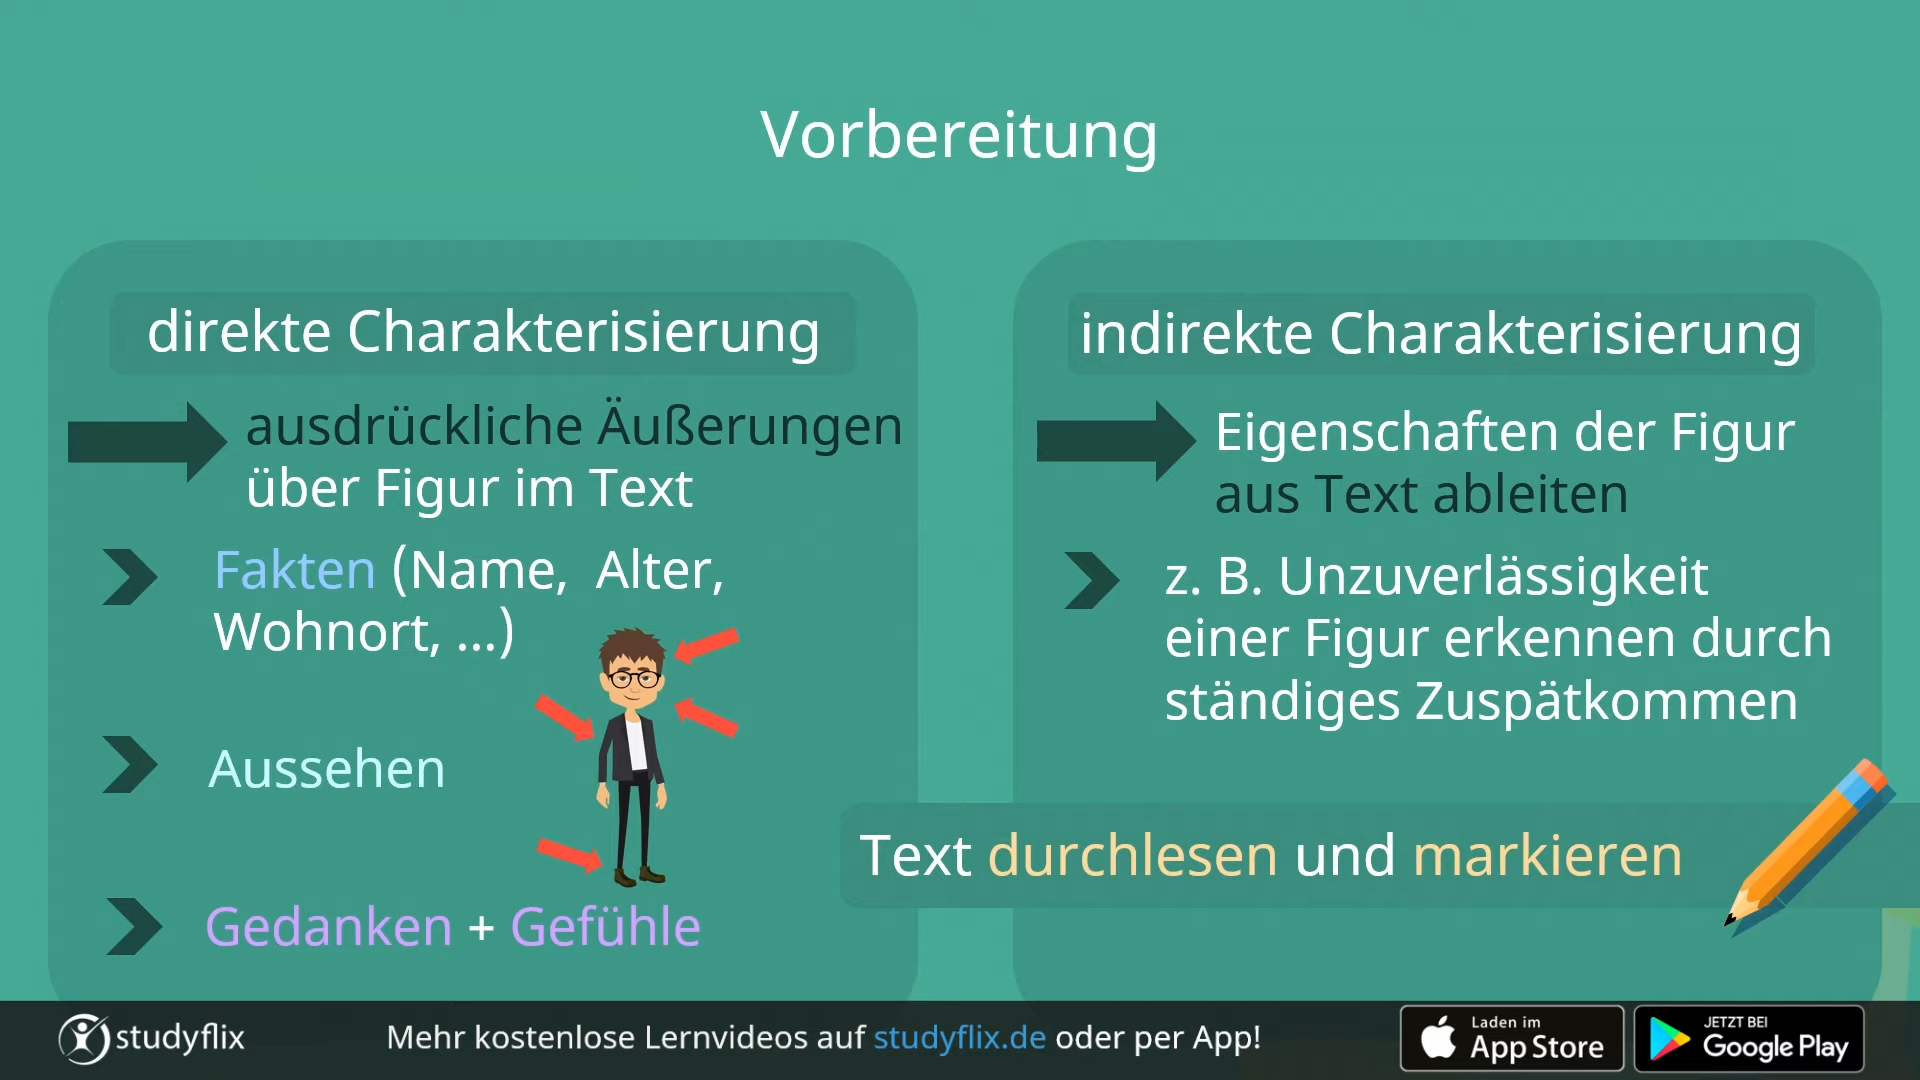 Vorbereitung
direkte Charakterisierung
ausdrückliche Äußerungen
über Figur im Text
Fakten (Name, Alter,
Wohnort, ...)
Aussehen
Gedanken + Gefühle
indirekte Charakterisierung
Eigenschaften der Figur
aus Text ableiten
z. B. Unzuverlässigkeit
einer Figur erkennen durch
ständiges Zuspätkommen
Text durchlesen und markieren
studyflix
Mehr kostenlose Lernvideos auf studyflix.de oder per App!
Laden im
App Store
JETZT BEI
Google Play